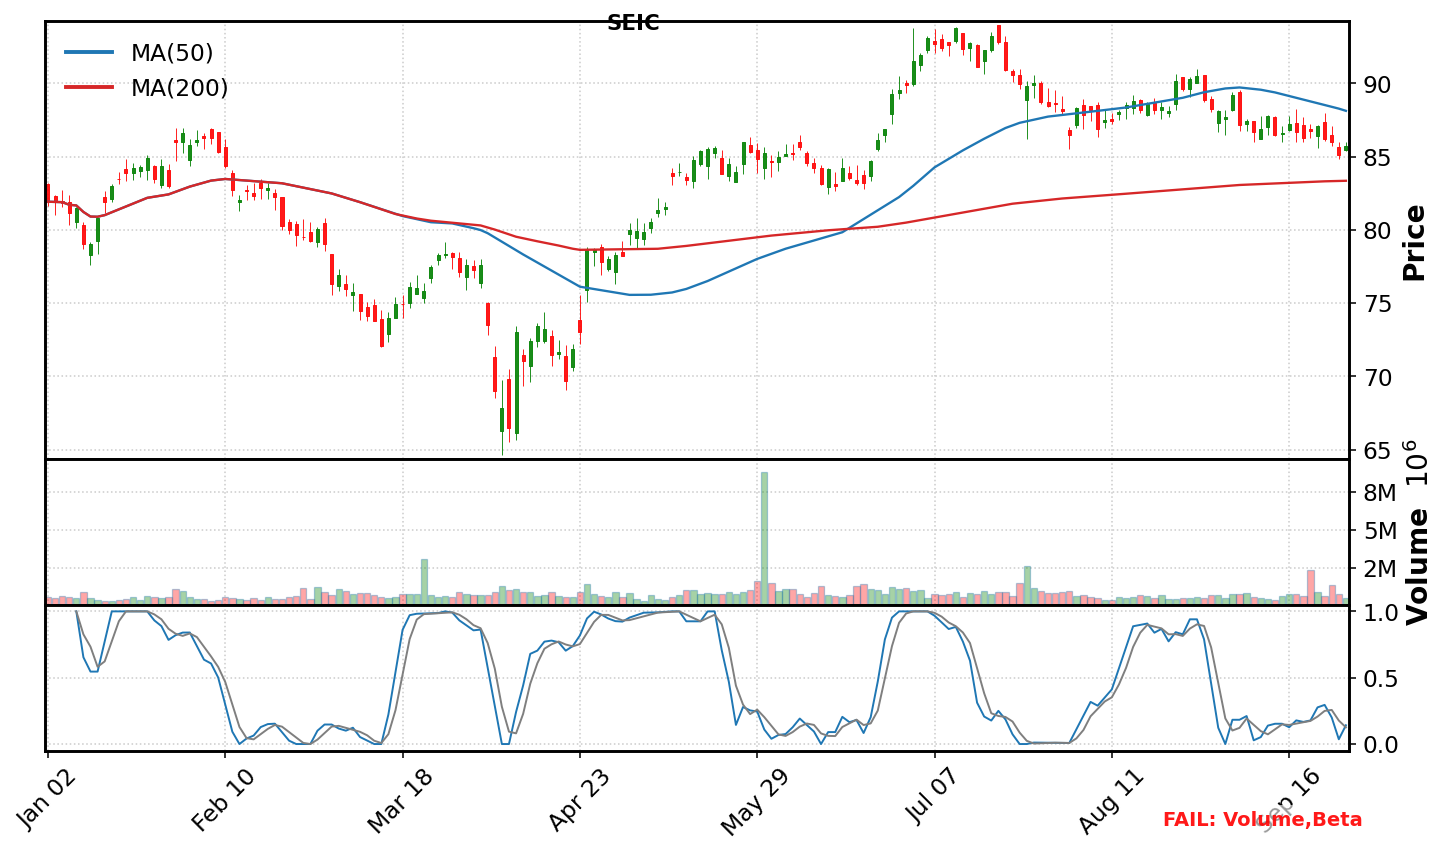 SEIC
MA(50)
MA(200)
90
85
80
75
70
65
Price
10^6
8M
5M
2M
Volume
1.0
0.5
0.0
Jan 02
Feb 10
Mar 18
Apr 23
May 29
Jul 07
Aug 11
Sep 16
FAIL: Volume,Beta